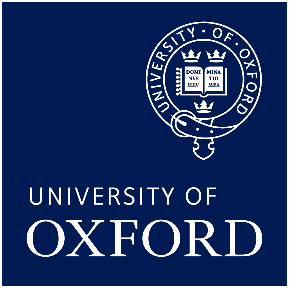 UNIVERSITY · OF · OXFORD
DOMI MINA
NVS TIO
ILLV MEA
UNIVERSITY OF
OXFORD